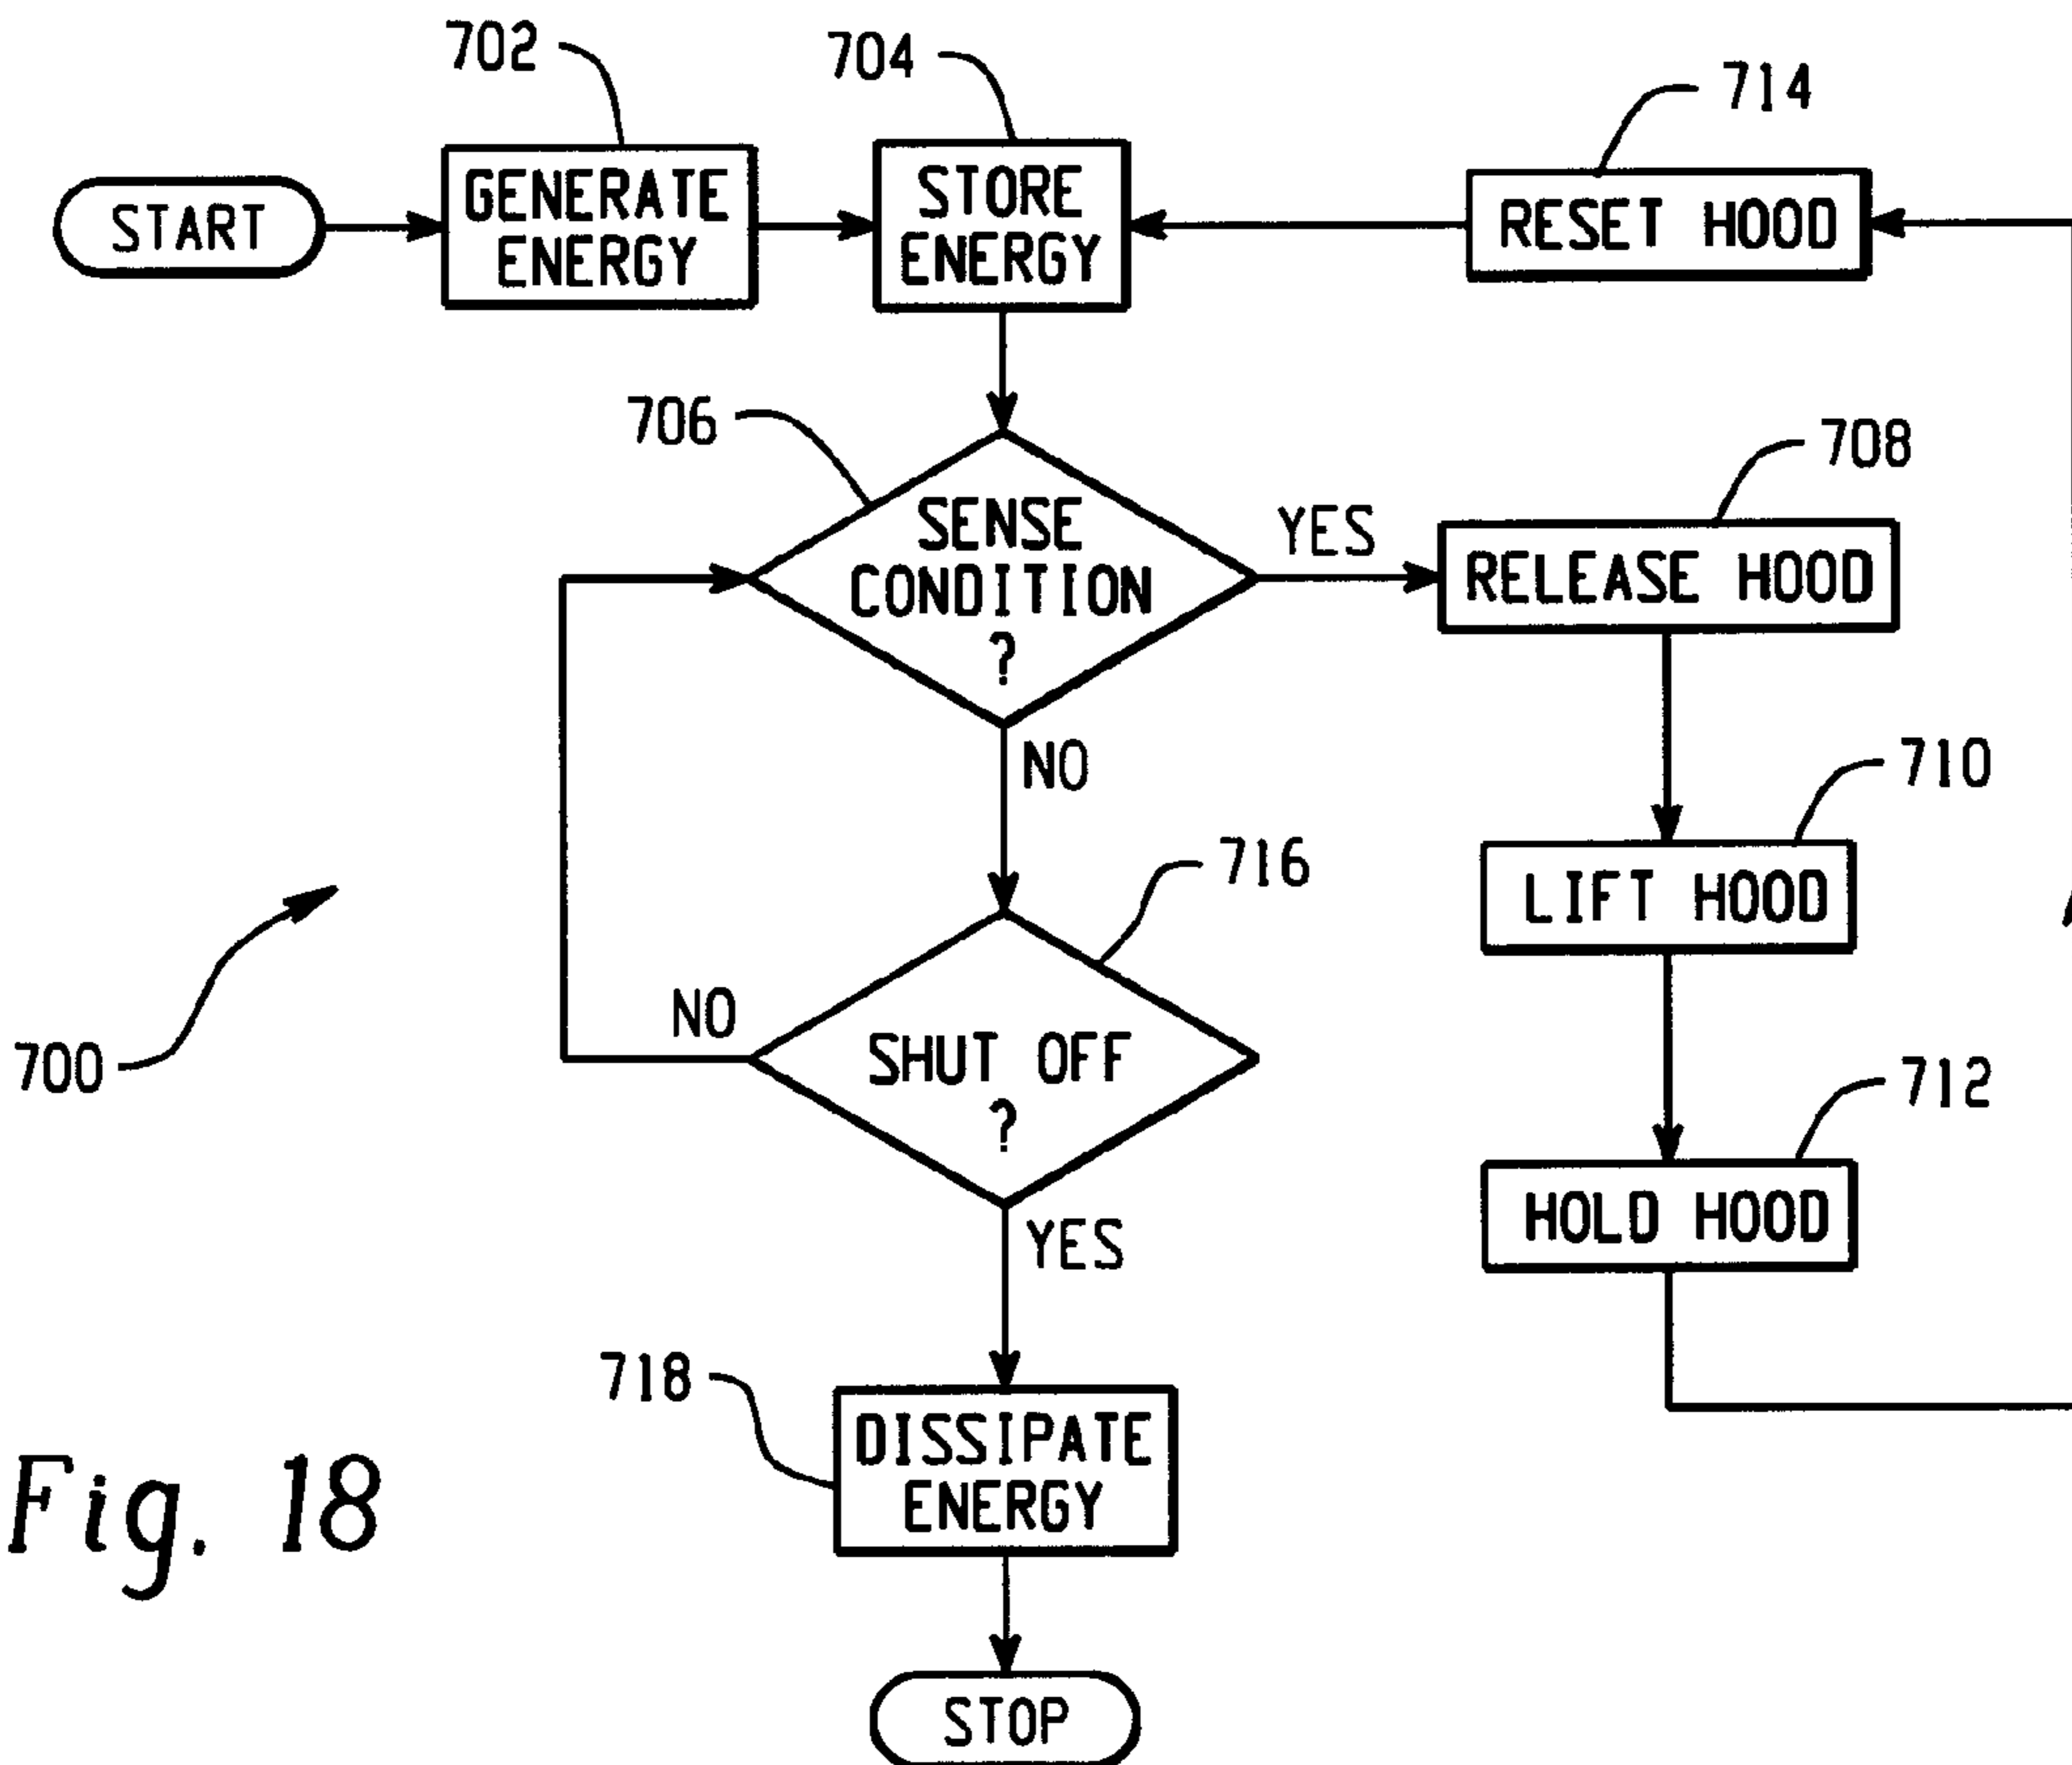 702
704
714
START
GENERATE
ENERGY
STORE
ENERGY
RESET HOOD
706
708
SENSE
CONDITION
?
YES
RELEASE HOOD
NO
710
716
LIFT HOOD
700
NO
SHUT OFF
?
712
HOLD HOOD
YES
718
DISSIPATE
ENERGY
Fig. 18
STOP